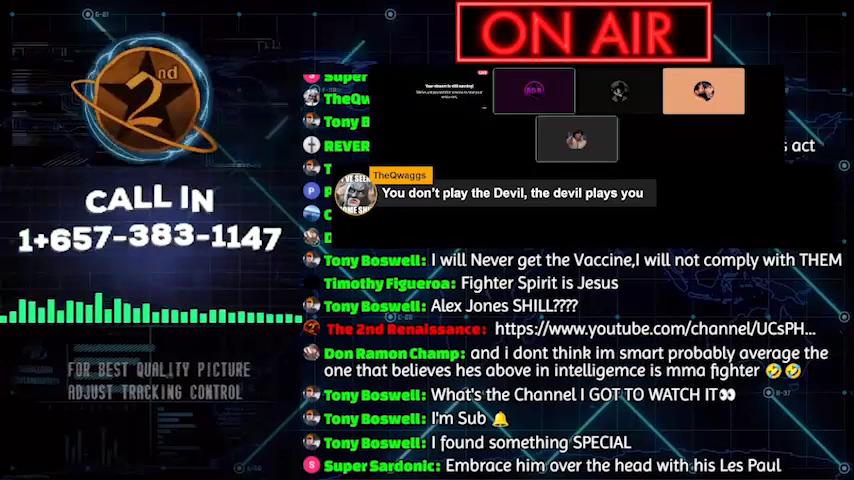 ON AIR
2nd
CALL IN
1+657-383-1147
FOR BEST QUALITY PICTURE
ADJUST TRACKING CONTROL
Super
TheQw
Tony B
REVER
s act
TheQwaggs
You don't play the Devil, the devil plays you
Tony Boswell: I will Never get the Vaccine,I will not comply with THEM
Timothy Figueroa: Fighter Spirit is Jesus
Tony Boswell: Alex Jones SHILL????
The 2nd Renaissance: https://www.youtube.com/channel/UCsPH...
Don Ramon Champ: and i dont think im smart probably average the
one that believes hes above in intelligemce is mma fighter 🤣🤣
Tony Boswell: What's the Channel I GOT TO WATCH IT👀
Tony Boswell: I'm Sub 🔔
Tony Boswell: I found something SPECIAL
Super Sardonic: Embrace him over the head with his Les Paul